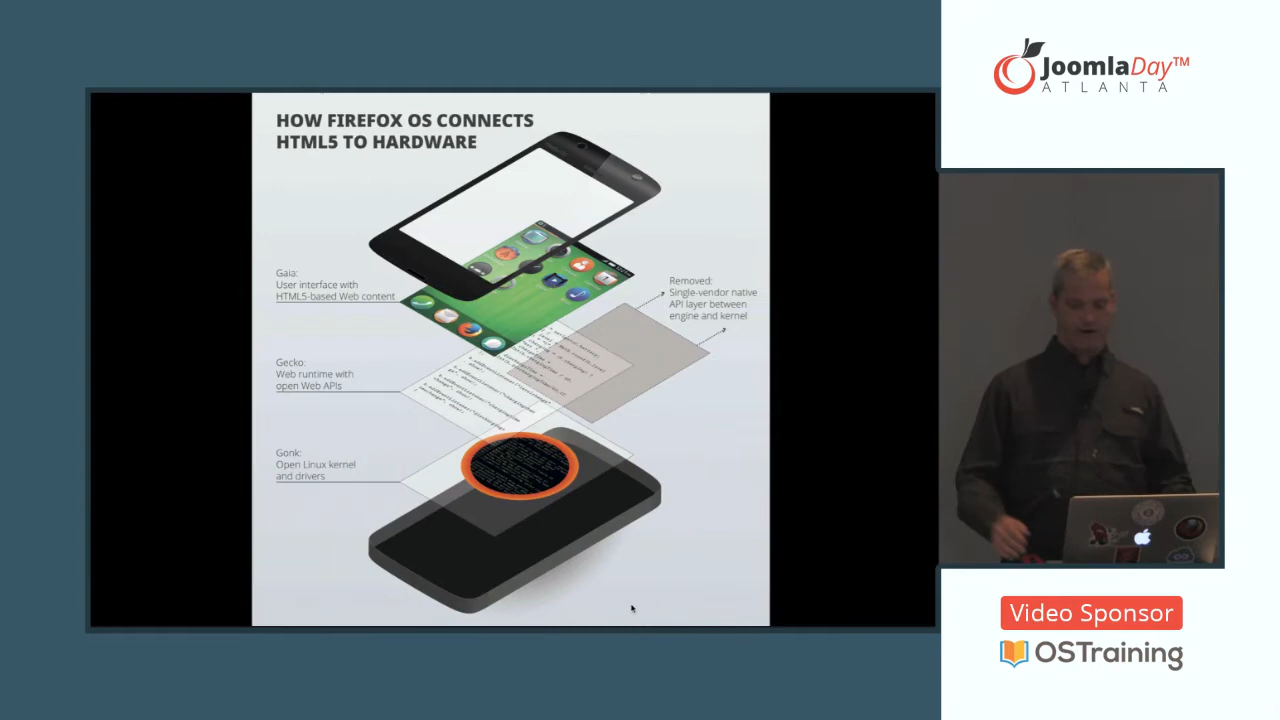 HOW FIREFOX OS CONNECTS
HTML5 TO HARDWARE
Gaia:
User interface with
HTML5-based Web content
Removed:
Single-vendor native
API layer between
engine and kernel
Gecko:
Web runtime with
open Web APIs
Gonk:
Open Linux kernel
and drivers
JoomlaDay™
ATLANTA
Video Sponsor
OSTraining